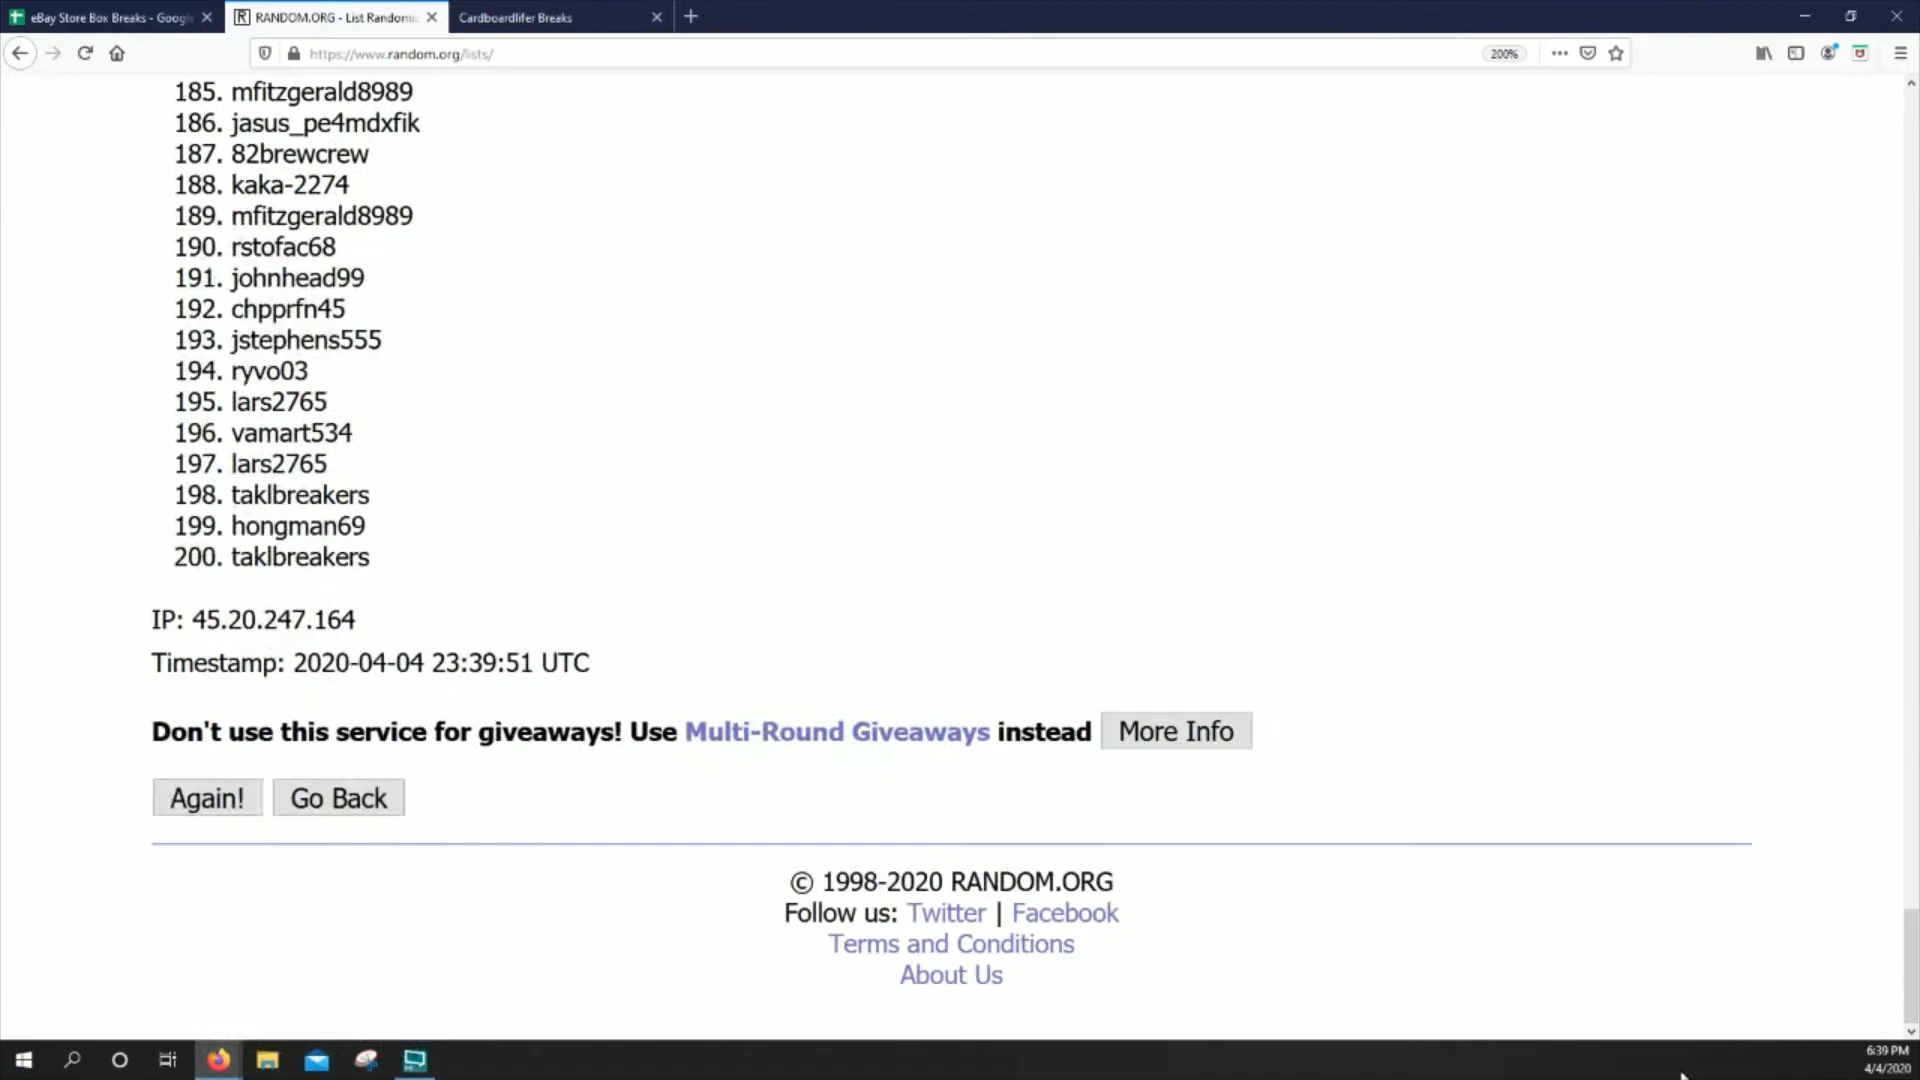 eBay Store Box Breaks - Google
RANDOM.ORG - List Randomi
Cardboardlifer Breaks
https://www.random.org/lists/
200%
185. mfitzgerald8989
186. jasus_pe4mdxfik
187. 82brewcrew
188. kaka-2274
189. mfitzgerald8989
190. rstofac68
191. johnhead99
192. chpprfn45
193. jstephens555
194. ryvo03
195. lars2765
196. vamart534
197. lars2765
198. taklbreakers
199. hongman69
200. taklbreakers
IP: 45.20.247.164
Timestamp: 2020-04-04 23:39:51 UTC
Don't use this service for giveaways! Use Multi-Round Giveaways instead More Info
Again! Go Back
© 1998-2020 RANDOM.ORG
Follow us: Twitter | Facebook
Terms and Conditions
About Us
6:39 PM
4/4/2020